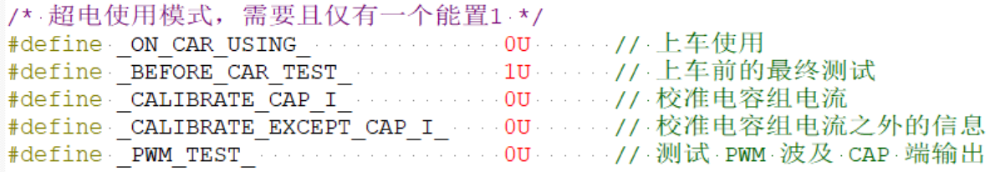 /* 超电使用模式，需要且仅有一个能置1 */
#define _ON_CAR_USING_ 0U // 上车使用
#define _BEFORE_CAR_TEST_ 1U // 上车前的最终测试
#define _CALIBRATE_CAP_I_ 0U // 校准电容组电流
#define _CALIBRATE_EXCEPT_CAP_I_ 0U // 校准电容组电流之外的信息
#define _PWM_TEST_ 0U // 测试 PWM 波及 CAP 端输出